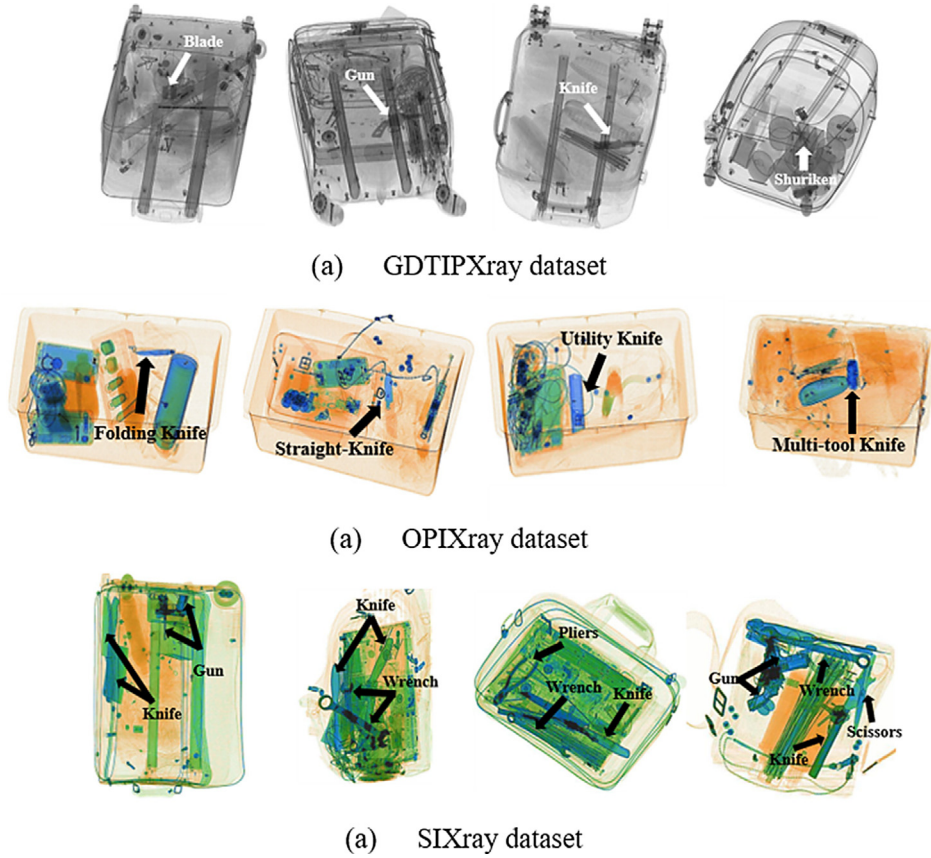 Blade
Gun
Knife
Shuriken
(a) GDTIPXray dataset
Folding Knife
Straight-Knife
Utility Knife
Multi-tool Knife
(a) OPIXray dataset
Knife
Gun
Knife
Wrench
Pliers
Wrench
Knife
Gun
Wrench
Scissors
Knife
(a) SIXray dataset